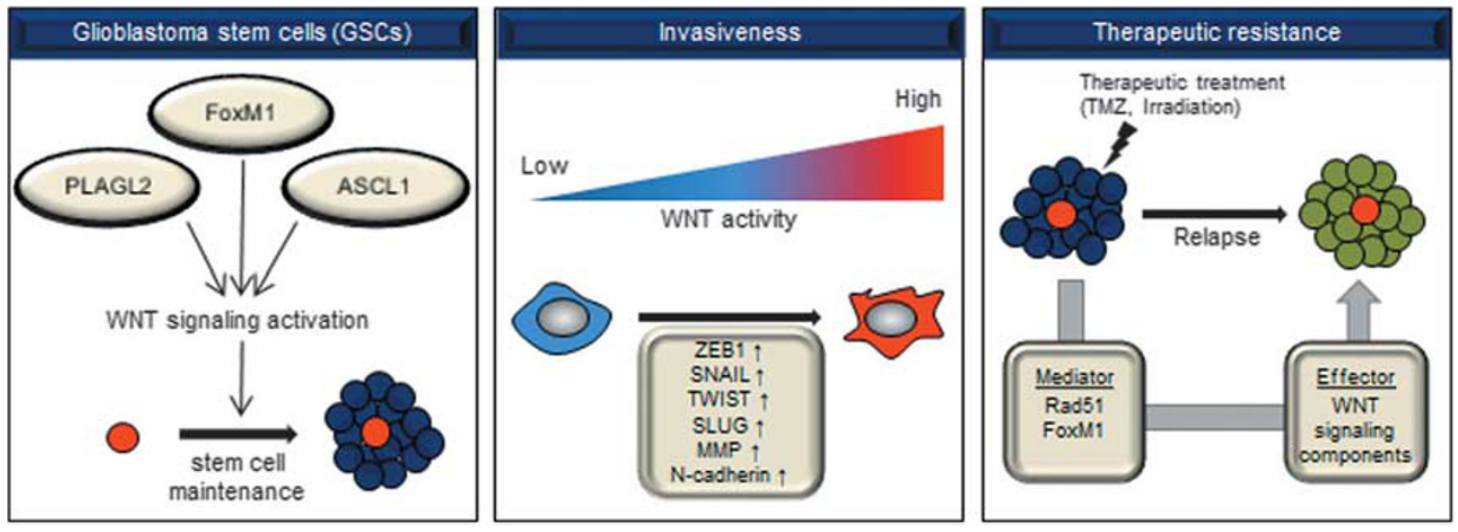 Glioblastoma stem cells (GSCs)
FoxM1
PLAGL2
ASCL1
WNT signaling activation
stem cell
maintenance
Invasiveness
High
Low
WNT activity
ZEB1 ↑
SNAIL ↑
TWIST ↑
SLUG ↑
MMP ↑
N-cadherin ↑
Therapeutic resistance
Therapeutic treatment
(TMZ, Irradiation)
Relapse
Mediator
Rad51
FoxM1
Effector
WNT
signaling
components